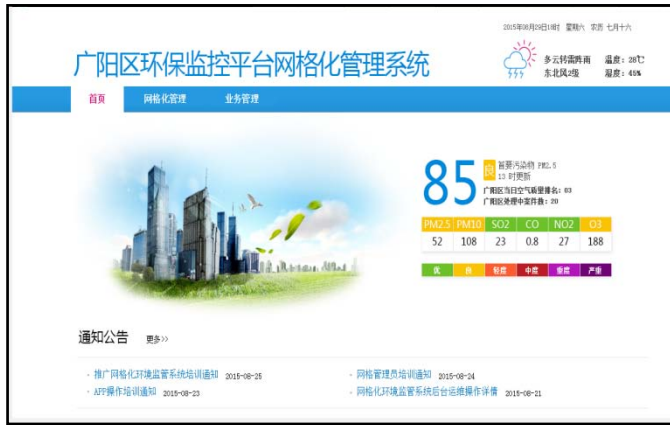 2015年08月29日18时 星期六 农历 七月十六
广阳区环保监控平台网格化管理系统
多云转雷阵雨 温度：28℃
东北风2级 湿度：45%
首页 网格化管理 业务管理
85 良 首要污染物 PM2.5
13 时更新
广阳区当日空气质量排名：83
广阳区处理中案件数：20
PM2.5 PM10 SO2 CO NO2 O3
52 108 23 0.8 27 188
优 良 轻度 中度 重度 严重
通知公告 更多>>
· 推广网格化环境监管系统培训通知 2015-08-25
· 网格管理员培训通知 2015-08-24
· APP操作培训通知 2015-08-23
· 网格化环境监管系统后台运维操作详情 2015-08-21